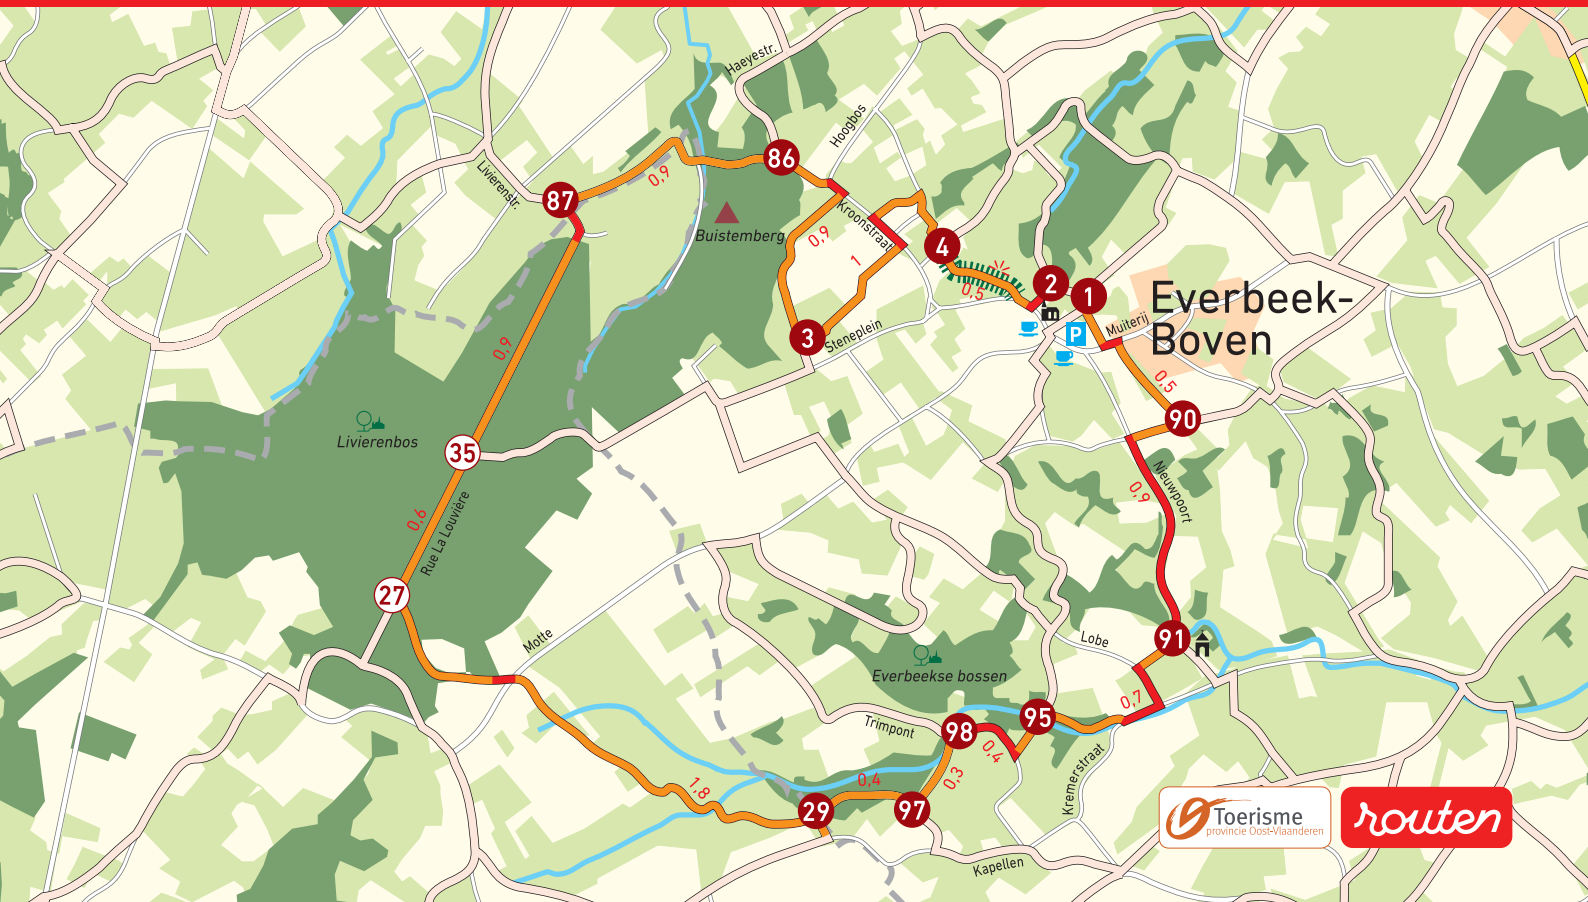 Haeyestr.
Hoogbos
86
Livierenstr.
87
0,9
Kroonstraat
Buistemberg
0,9
1
4
0,5
2
1
Everbeek-
Boven
P
Muiterij
3
Steneplein
0,9
0,5
90
Livierenbos
35
0,9
Nieuwpoort
0,6
Rue La Louvière
27
Motte
Lobe
91
Everbeekse bossen
0,7
Trimpont
98
95
0,4
Kremerstraat
1,8
0,4
0,3
29
97
Kapellen
Toerisme
provincie Oost-Vlaanderen
routen